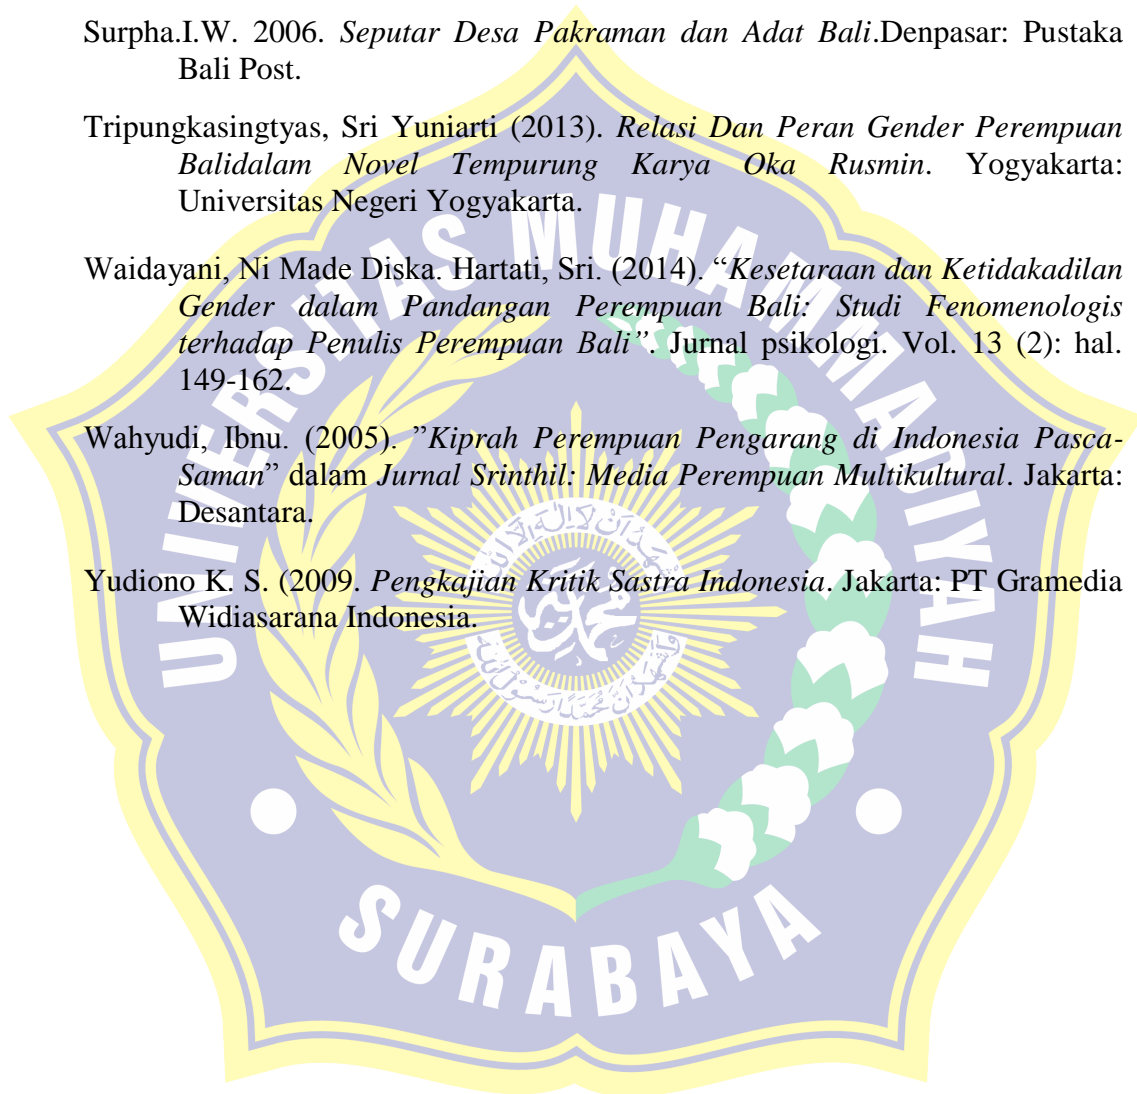 Surpha.I.W. 2006. Seputar Desa Pakraman dan Adat Bali.Denpasar: Pustaka
Bali Post.
Tripungkasingtyas, Sri Yuniarti (2013). Relasi Dan Peran Gender Perempuan
Balidalam Novel Tempurung Karya Oka Rusmin. Yogyakarta:
Universitas Negeri Yogyakarta.
Waidayani, Ni Made Diska. Hartati, Sri. (2014). “Kesetaraan dan Ketidakadilan
Gender dalam Pandangan Perempuan Bali: Studi Fenomenologis
terhadap Penulis Perempuan Bali”. Jurnal psikologi. Vol. 13 (2): hal.
149-162.
Wahyudi, Ibnu. (2005). ”Kiprah Perempuan Pengarang di Indonesia Pasca-
Saman” dalam Jurnal Srinthil: Media Perempuan Multikultural. Jakarta:
Desantara.
Yudiono K. S. (2009. Pengkajian Kritik Sastra Indonesia. Jakarta: PT Gramedia
Widiasarana Indonesia.
UNIVERSITAS MUHAMMADIYAH
SURABAYA